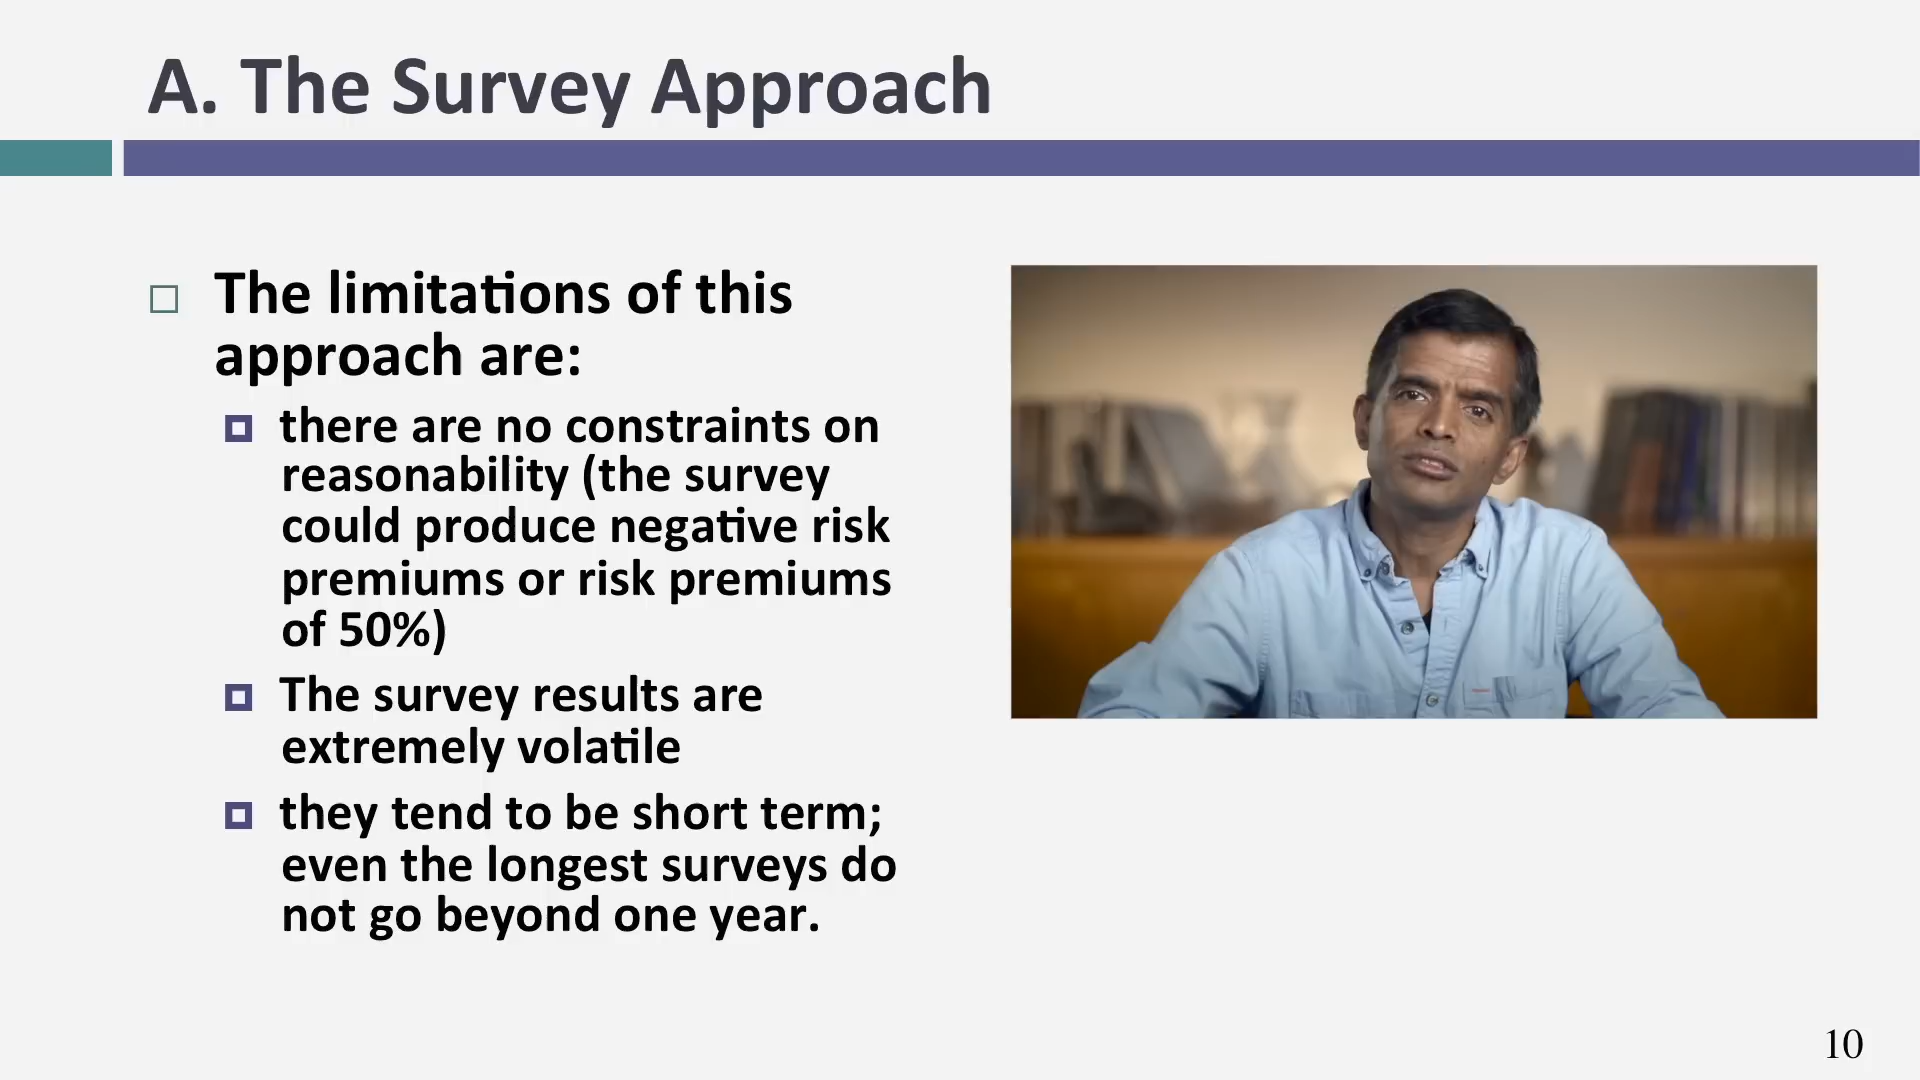 A. The Survey Approach
The limitations of this
approach are:
there are no constraints on
reasonability (the survey
could produce negative risk
premiums or risk premiums
of 50%)
The survey results are
extremely volatile
they tend to be short term;
even the longest surveys do
not go beyond one year.
10